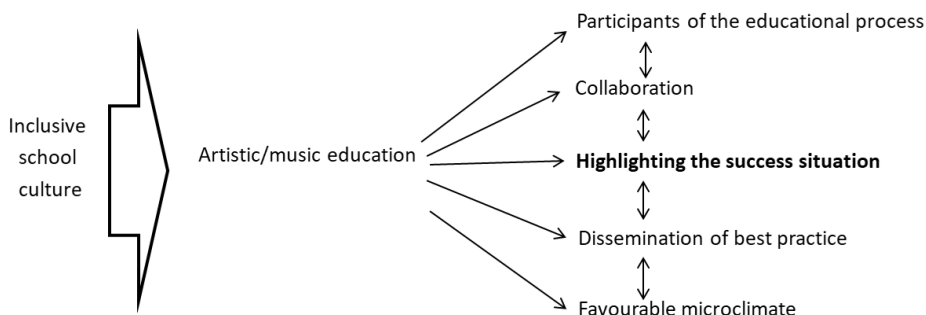 Inclusive
school
culture
Artistic/music education
Participants of the educational process
Collaboration
Highlighting the success situation
Dissemination of best practice
Favourable microclimate